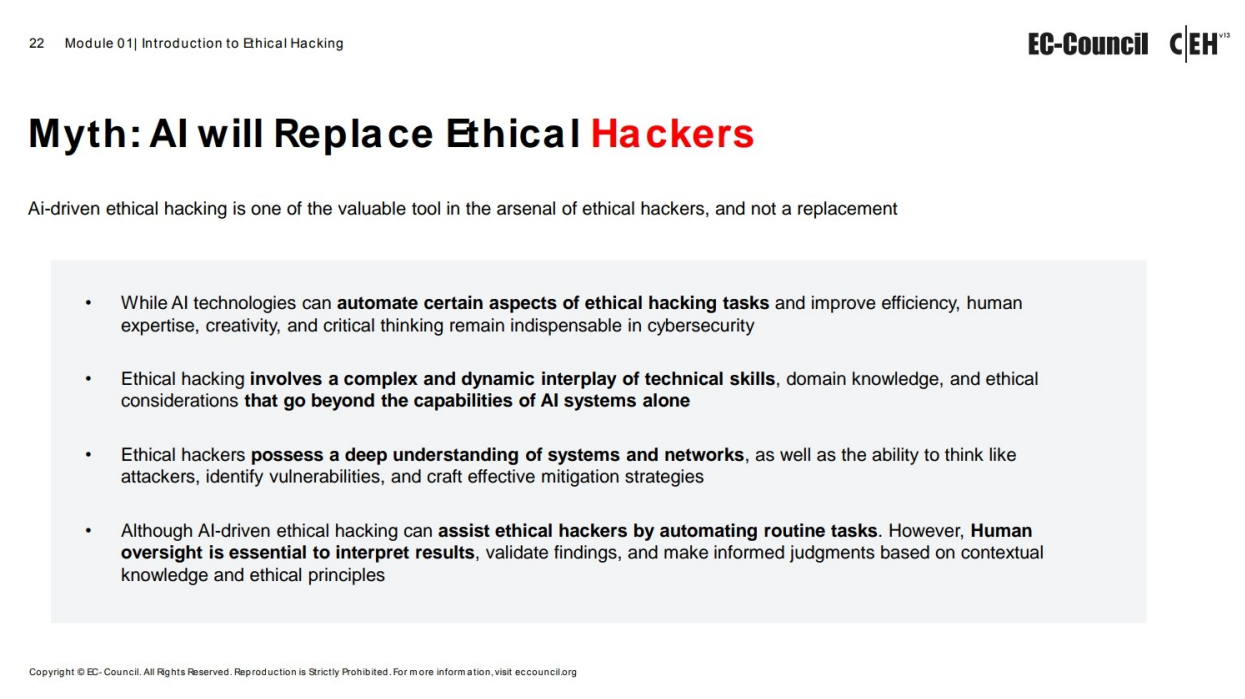 22 Module 01| Introduction to Ethical Hacking
EC-Council C|EH v13
Myth: AI will Replace Ethical Hackers
Ai-driven ethical hacking is one of the valuable tool in the arsenal of ethical hackers, and not a replacement
• While AI technologies can automate certain aspects of ethical hacking tasks and improve efficiency, human
expertise, creativity, and critical thinking remain indispensable in cybersecurity
• Ethical hacking involves a complex and dynamic interplay of technical skills, domain knowledge, and ethical
considerations that go beyond the capabilities of AI systems alone
• Ethical hackers possess a deep understanding of systems and networks, as well as the ability to think like
attackers, identify vulnerabilities, and craft effective mitigation strategies
• Although AI-driven ethical hacking can assist ethical hackers by automating routine tasks. However, Human
oversight is essential to interpret results, validate findings, and make informed judgments based on contextual
knowledge and ethical principles
Copyright © EC-Council. All Rights Reserved. Reproduction is Strictly Prohibited. For more information, visit eccouncil.org